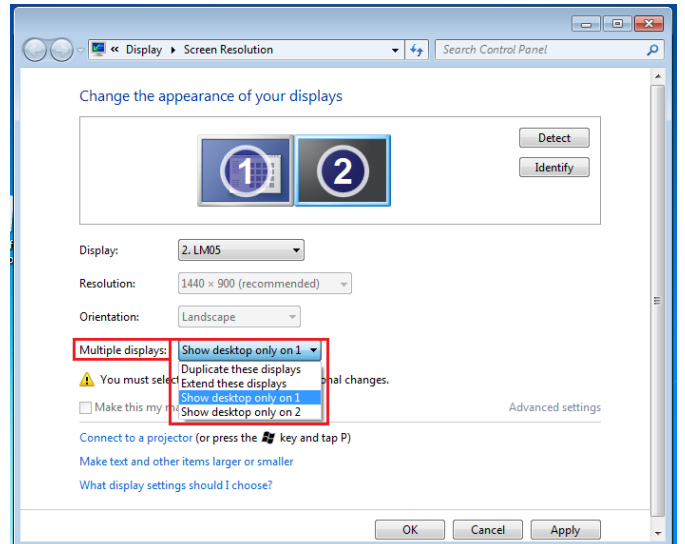 « Display ▸ Screen Resolution Search Control Panel
Change the appearance of your displays
1 2
Detect
Identify
Display: 2. LM05
Resolution: 1440 × 900 (recommended)
Orientation: Landscape
Multiple displays: Show desktop only on 1
Duplicate these displays
Extend these displays
Show desktop only on 1
Show desktop only on 2
You must select onal changes.
Make this my m Advanced settings
Connect to a projector (or press the key and tap P)
Make text and other items larger or smaller
What display settings should I choose?
OK Cancel Apply